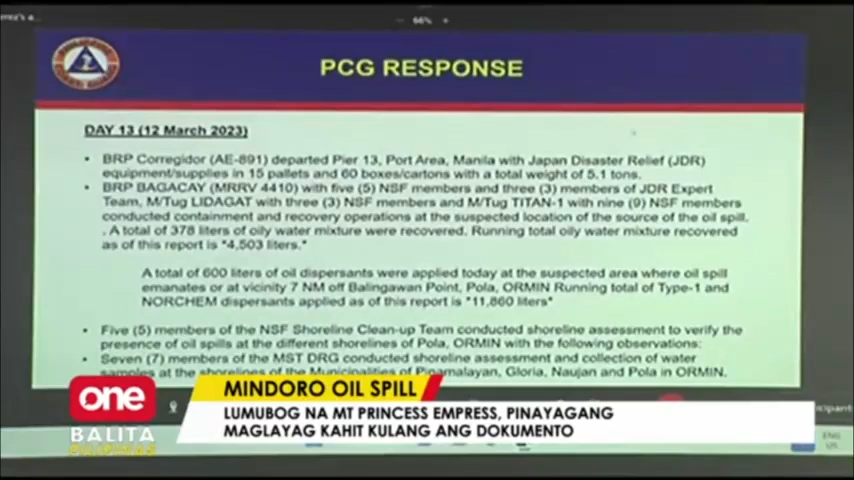 66%
PCG RESPONSE
DAY 13 (12 March 2023)
• BRP Corregidor (AE-891) departed Pier 13, Port Area, Manila with Japan Disaster Relief (JDR)
equipment/supplies in 15 pallets and 60 boxes/cartons with a total weight of 5.1 tons.
• BRP BAGACAY (MRRV 4410) with five (5) NSF members and three (3) members of JDR Expert
Team, M/Tug LIDAGAT with three (3) NSF members and M/Tug TITAN-1 with nine (9) NSF members
conducted containment and recovery operations at the suspected location of the source of the oil spill.
. A total of 378 liters of oily water mixture were recovered. Running total oily water mixture recovered
as of this report is "4,503 liters."
A total of 600 liters of oil dispersants were applied today at the suspected area where oil spill
emanates or at vicinity 7 NM off Balingawan Point, Pola, ORMIN Running total of Type-1 and
NORCHEM dispersants applied as of this report is "11,860 liters"
• Five (5) members of the NSF Shoreline Clean-up Team conducted shoreline assessment to verify the
presence of oil spills at the different shorelines of Pola, ORMIN with the following observations:
• Seven (7) members of the MST DRG conducted shoreline assessment and collection of water
samples at the shorelines of the Municipalities of Pinamalayan, Gloria, Naujan and Pola in ORMIN.
one
BALITA
PILIPINAS
MINDORO OIL SPILL
LUMUBOG NA MT PRINCESS EMPRESS, PINAYAGANG
MAGLAYAG KAHIT KULANG ANG DOKUMENTO
ENG
US